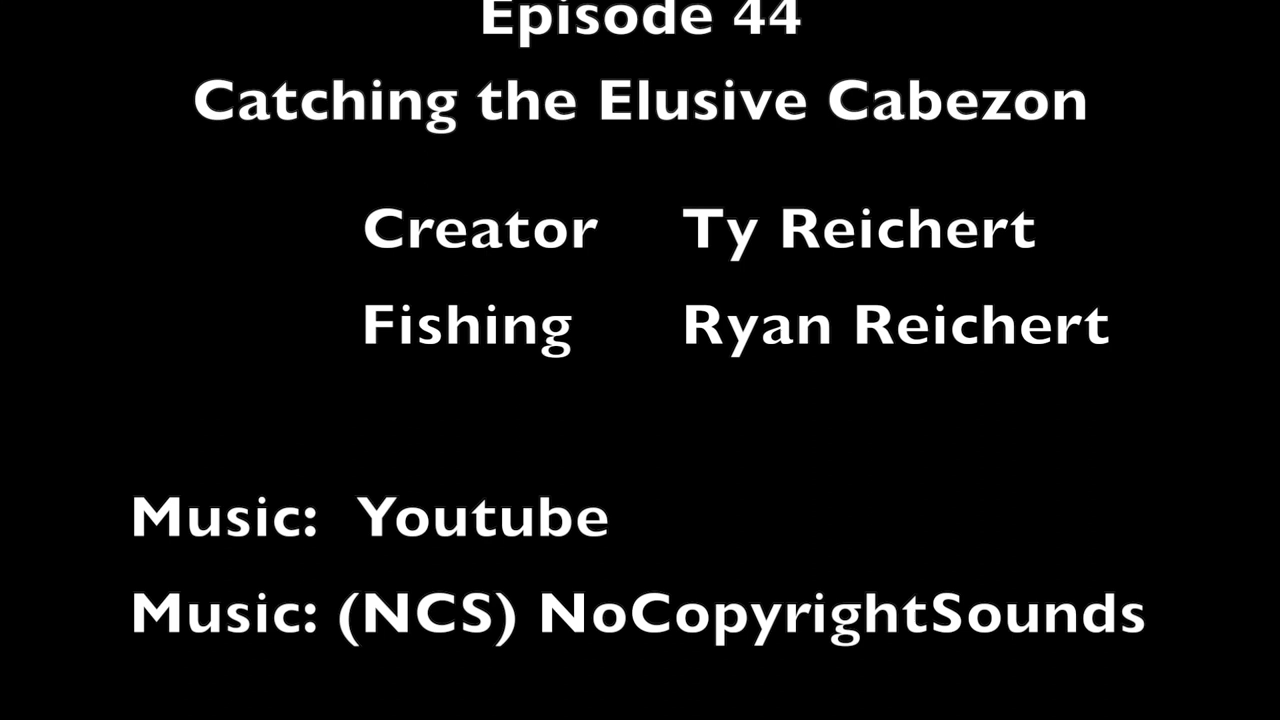 Episode 44
Catching the Elusive Cabezon
Creator Ty Reichert
Fishing Ryan Reichert
Music: Youtube
Music: (NCS) NoCopyrightSounds